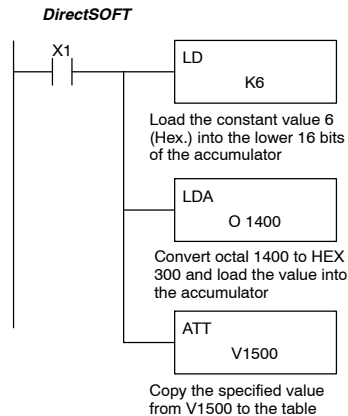 DirectSOFT
X1
LD
K6
Load the constant value 6
(Hex.) into the lower 16 bits
of the accumulator
LDA
O 1400
Convert octal 1400 to HEX
300 and load the value into
the accumulator
ATT
V1500
Copy the specified value
from V1500 to the table